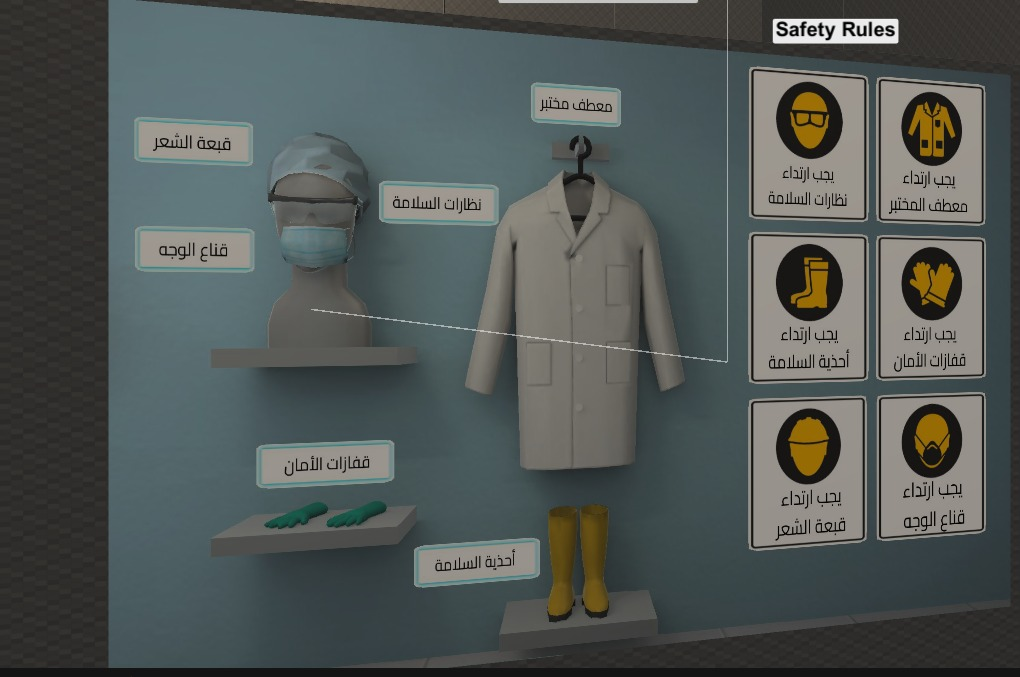 Safety Rules
معطف مختبر
قبعة الشعر
نظارات السلامة
قناع الوجه
قفازات الأمان
أحذية السلامة
يجب ارتداء
نظارات السلامة
يجب ارتداء
معطف المختبر
يجب ارتداء
أحذية السلامة
يجب ارتداء
قفازات الأمان
يجب ارتداء
قبعة الشعر
يجب ارتداء
قناع الوجه